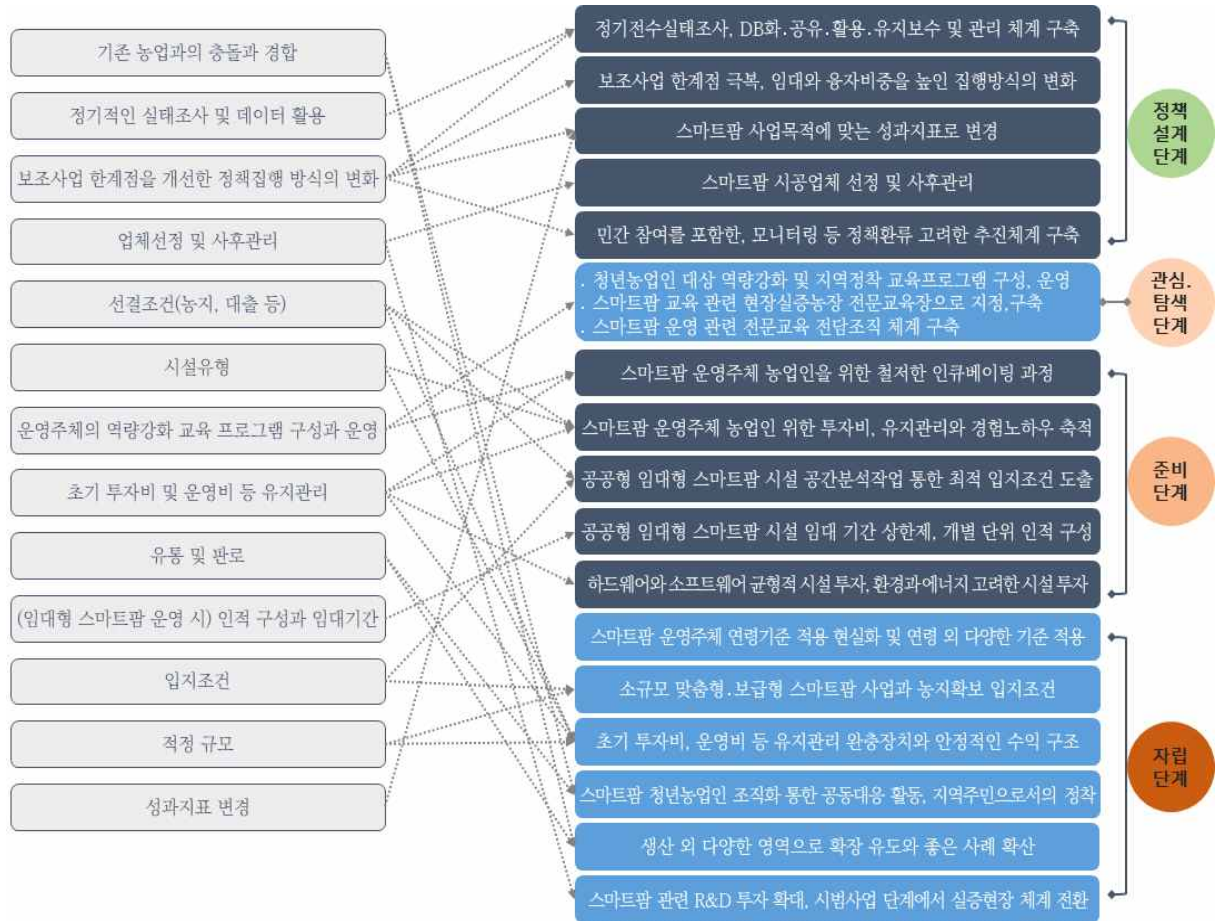 기존 농업과의 충돌과 경합
정기적인 실태조사 및 데이터 활용
보조사업 한계점을 개선한 정책집행 방식의 변화
업체선정 및 사후관리
선결조건(농지, 대출 등)
시설유형
운영주체의 역량강화 교육 프로그램 구성과 운영
초기 투자비 및 운영비 등 유지관리
유통 및 판로
(임대형 스마트팜 운영 시) 인적 구성과 임대기간
입지조건
적정 규모
성과지표 변경
정기전수실태조사, DB화.공유.활용.유지보수 및 관리 체계 구축
보조사업 한계점 극복, 임대와 융자비중을 높인 집행방식의 변화
스마트팜 사업목적에 맞는 성과지표로 변경
스마트팜 시공업체 선정 및 사후관리
민간 참여를 포함한, 모니터링 등 정책환류 고려한 추진체계 구축
. 청년농업인 대상 역량강화 및 지역정착 교육프로그램 구성, 운영
. 스마트팜 교육 관련 현장실증농장 전문교육장으로 지정,구축
. 스마트팜 운영 관련 전문교육 전담조직 체계 구축
스마트팜 운영주체 농업인을 위한 철저한 인큐베이팅 과정
스마트팜 운영주체 농업인 위한 투자비, 유지관리와 경험노하우 축적
공공형 임대형 스마트팜 시설 공간분석작업 통한 최적 입지조건 도출
공공형 임대형 스마트팜 시설 임대 기간 상한제, 개별 단위 인적 구성
하드웨어와 소프트웨어 균형적 시설 투자, 환경과 에너지 고려한 시설 투자
스마트팜 운영주체 연령기준 적용 현실화 및 연령 외 다양한 기준 적용
소규모 맞춤형.보급형 스마트팜 사업과 농지확보 입지조건
초기 투자비, 운영비 등 유지관리 완충장치와 안정적인 수익 구조
스마트팜 청년농업인 조직화 통한 공동대응 활동, 지역주민으로서의 정착
생산 외 다양한 영역으로 확장 유도와 좋은 사례 확산
스마트팜 관련 R&D 투자 확대, 시범사업 단계에서 실증현장 체계 전환
정책
설계
단계
관심.
탐색
단계
준비
단계
자립
단계